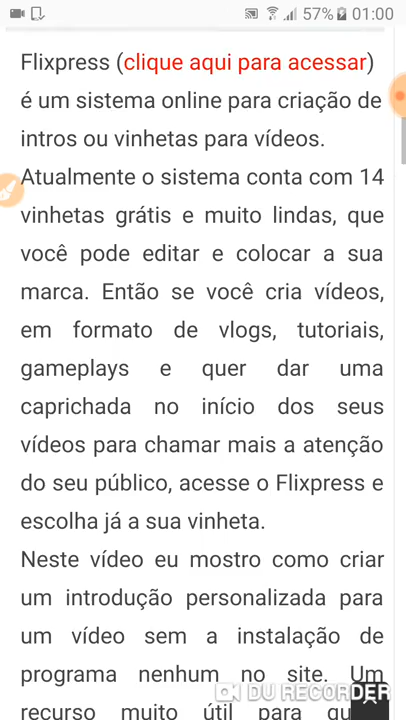 57% 01:00
Flixpress (clique aqui para acessar)
é um sistema online para criação de
intros ou vinhetas para vídeos.
Atualmente o sistema conta com 14
vinhetas grátis e muito lindas, que
você pode editar e colocar a sua
marca. Então se você cria vídeos,
em formato de vlogs, tutoriais,
gameplays e quer dar uma
caprichada no início dos seus
vídeos para chamar mais a atenção
do seu público, acesse o Flixpress e
escolha já a sua vinheta.
Neste vídeo eu mostro como criar
um introdução personalizada para
um vídeo sem a instalação de
programa nenhum no site. Um
DU RECORDER
recurso muito útil para